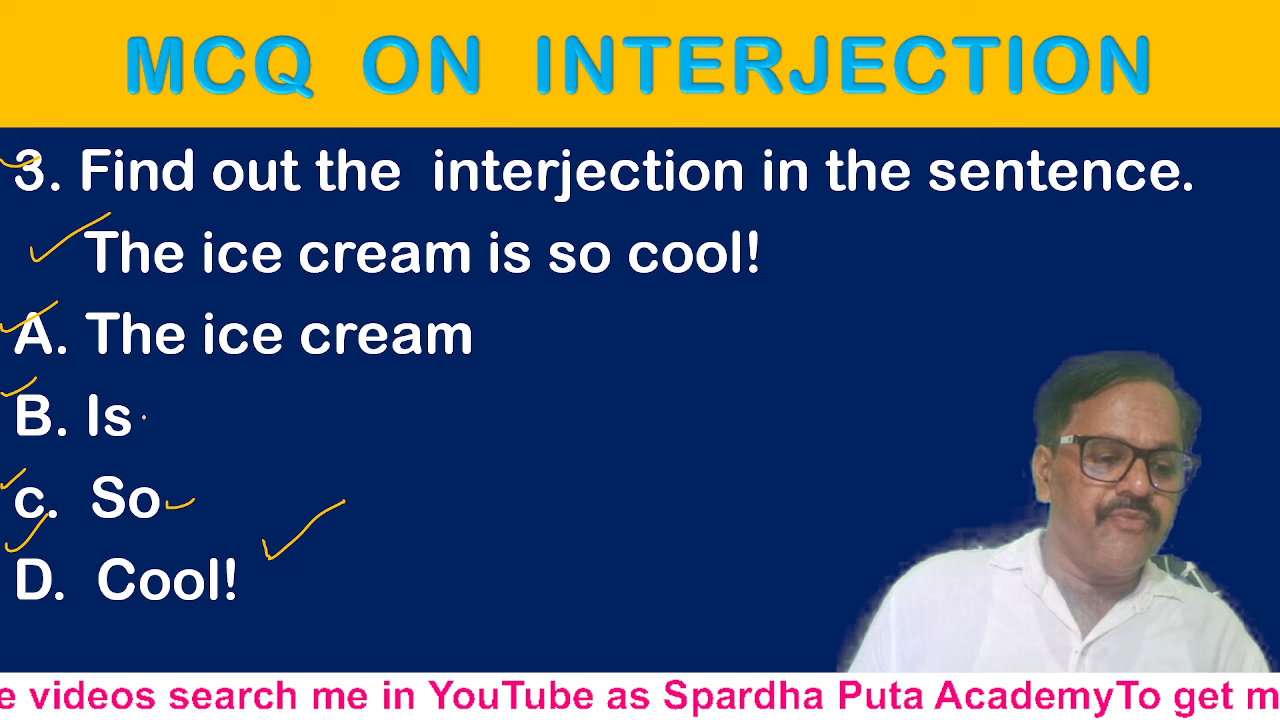 MCQ ON INTERJECTION
3. Find out the interjection in the sentence.
The ice cream is so cool!
A. The ice cream
B. Is
c. So
D. Cool!
e videos search me in YouTube as Spardha Puta AcademyTo get m